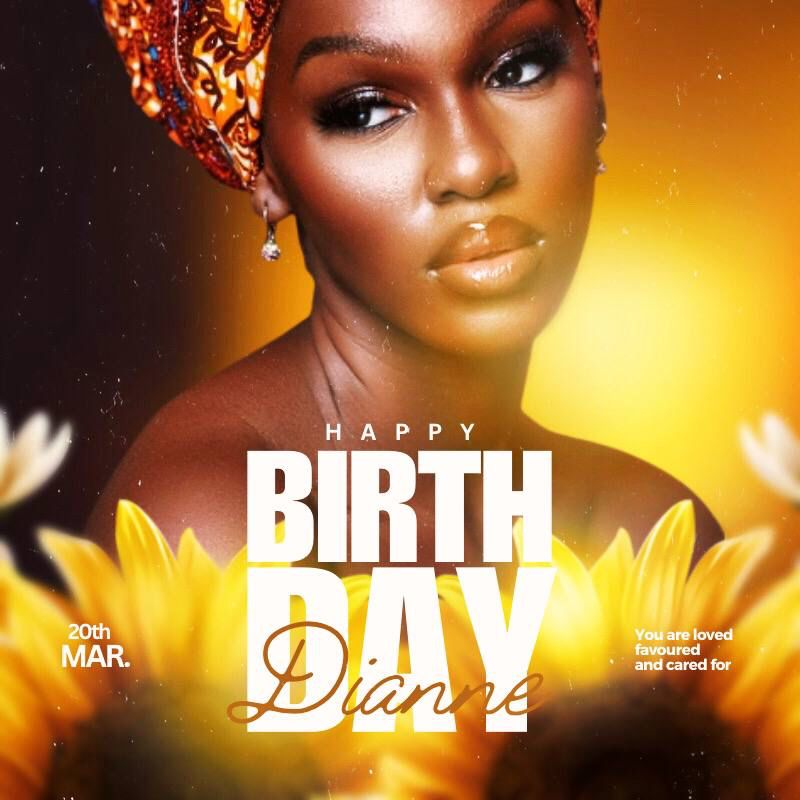 HAPPY
BIRTH
DAY
Dianne
20th
MAR.
You are loved
favoured
and cared for